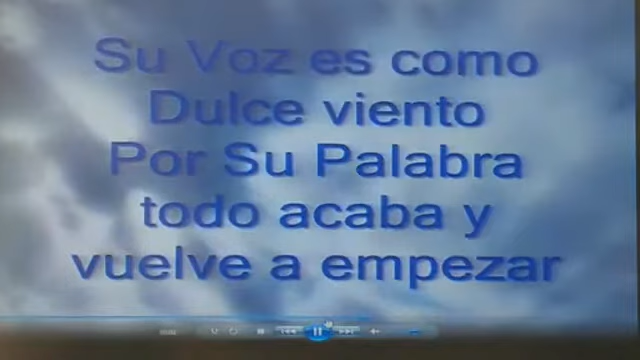 Su Voz es como
Dulce viento
Por Su Palabra
todo acaba y
vuelve a empezar